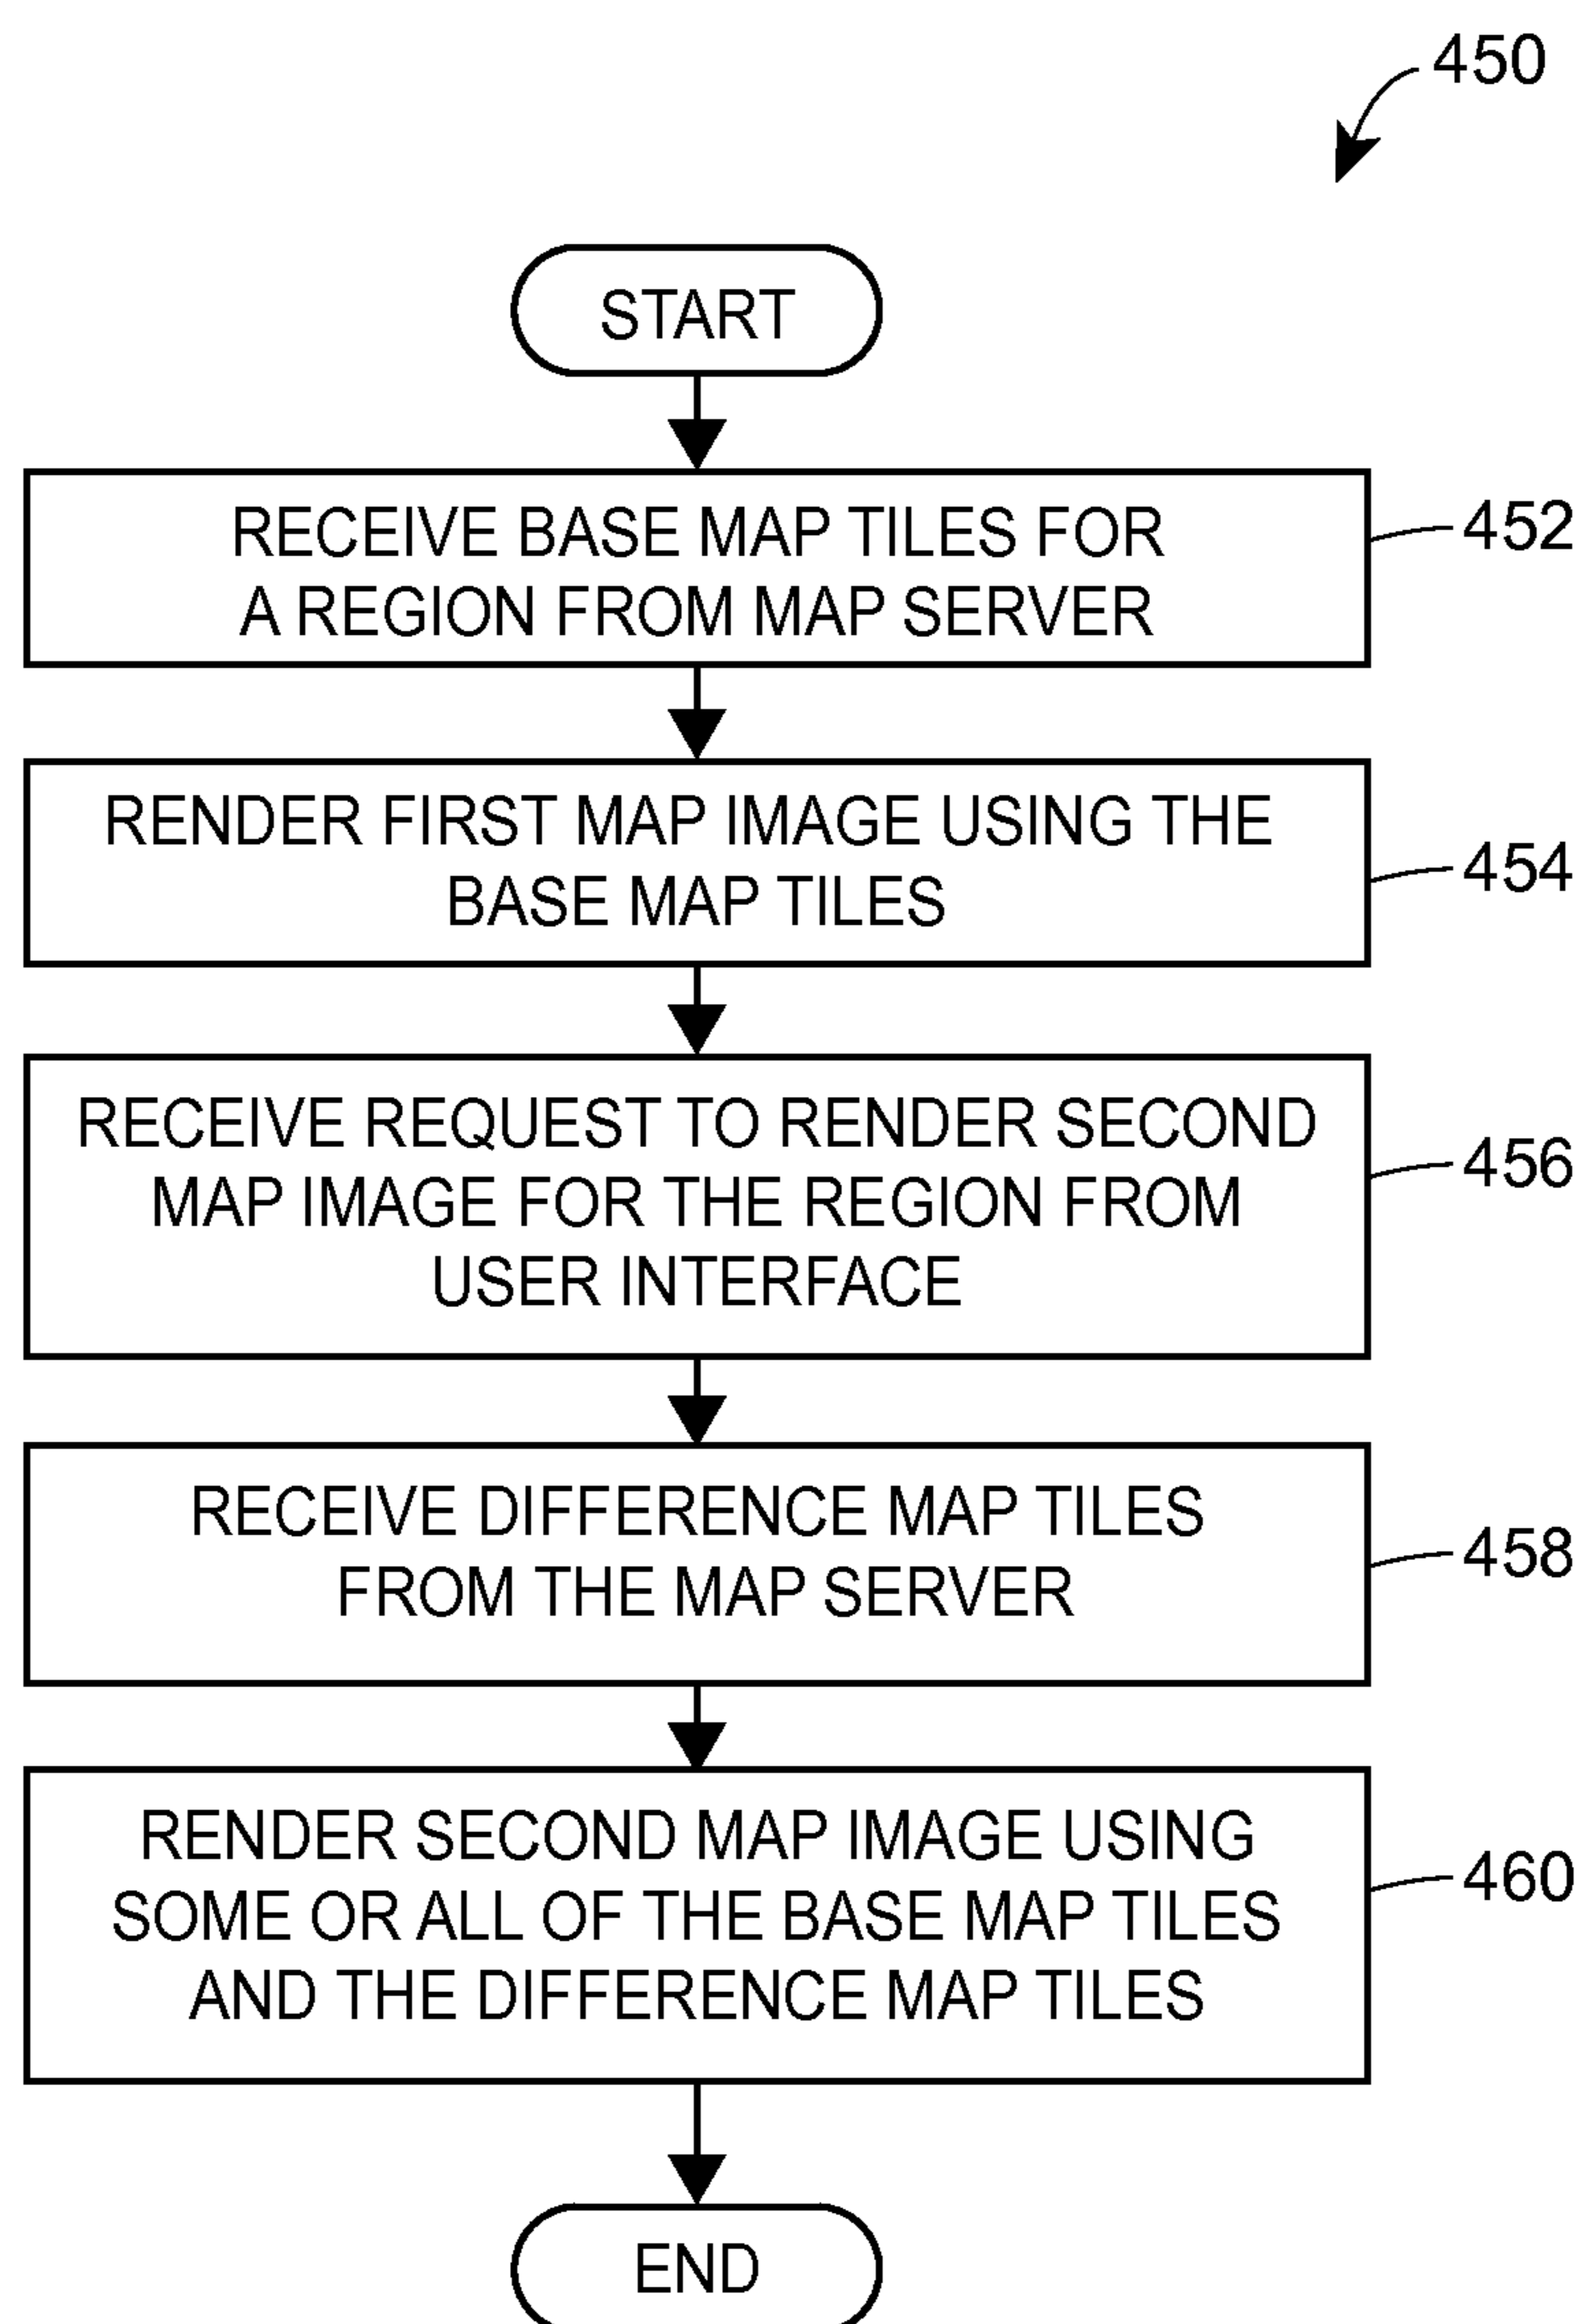 450
START
RECEIVE BASE MAP TILES FOR
A REGION FROM MAP SERVER
452
RENDER FIRST MAP IMAGE USING THE
BASE MAP TILES
454
RECEIVE REQUEST TO RENDER SECOND
MAP IMAGE FOR THE REGION FROM
USER INTERFACE
456
RECEIVE DIFFERENCE MAP TILES
FROM THE MAP SERVER
458
RENDER SECOND MAP IMAGE USING
SOME OR ALL OF THE BASE MAP TILES
AND THE DIFFERENCE MAP TILES
460
END